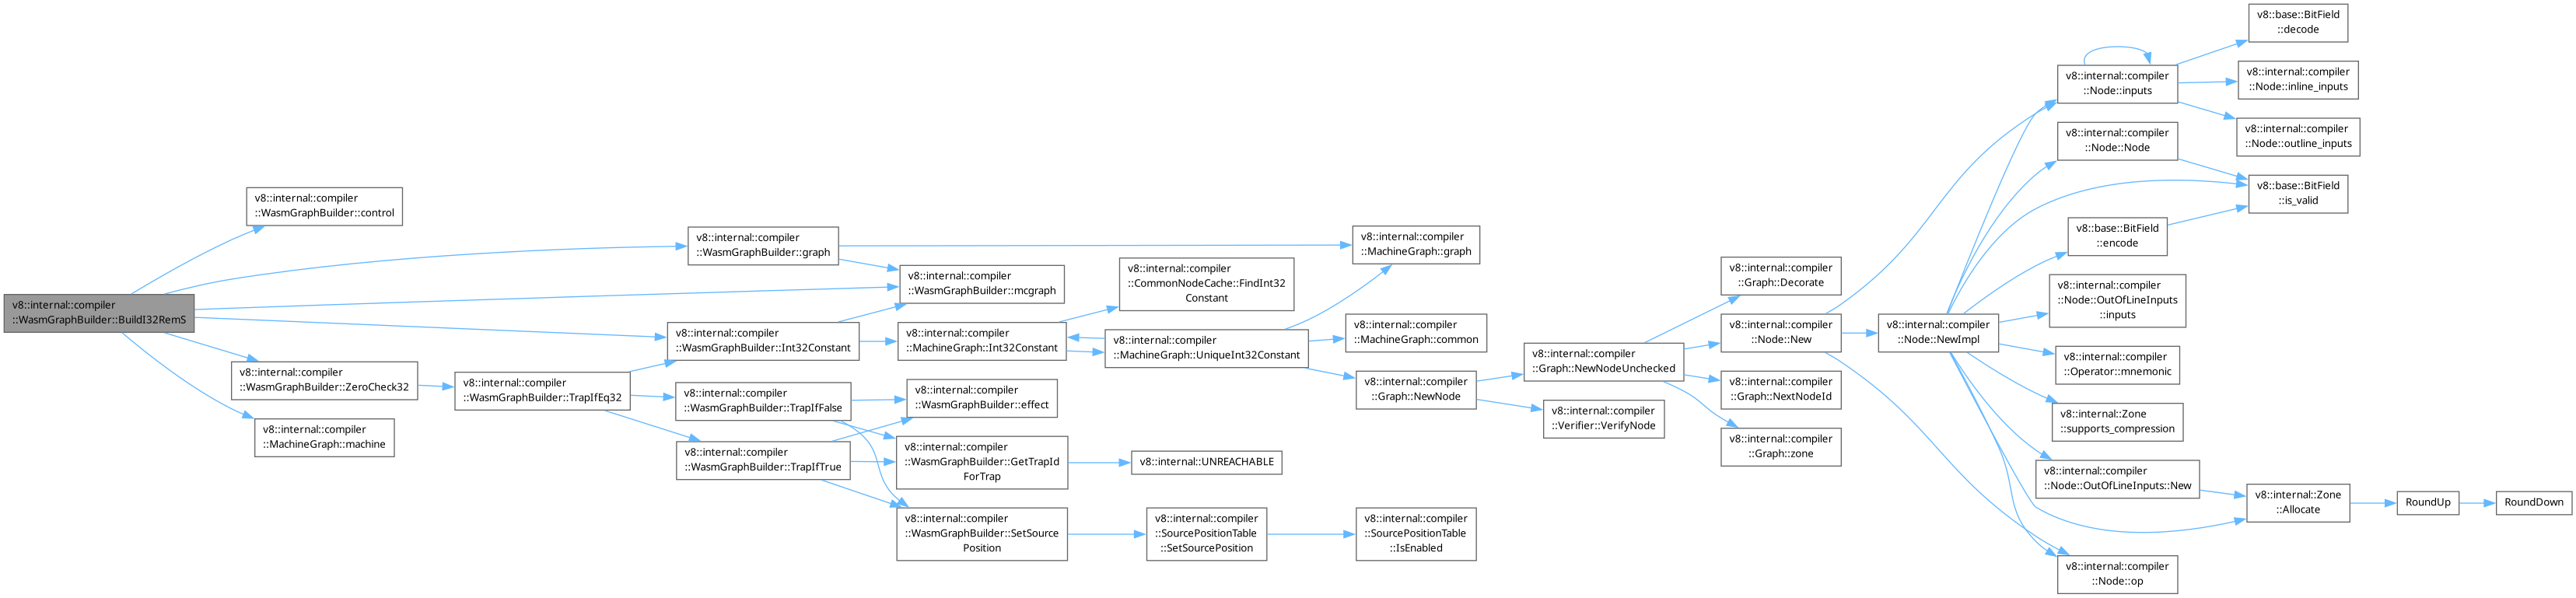 v8::internal::compiler
::WasmGraphBuilder::BuildI32RemS
v8::internal::compiler
::WasmGraphBuilder::control
v8::internal::compiler
::WasmGraphBuilder::graph
v8::internal::compiler
::WasmGraphBuilder::mcgraph
v8::internal::compiler
::WasmGraphBuilder::Int32Constant
v8::internal::compiler
::WasmGraphBuilder::ZeroCheck32
v8::internal::compiler
::MachineGraph::machine
v8::internal::compiler
::WasmGraphBuilder::TrapIfEq32
v8::internal::compiler
::WasmGraphBuilder::TrapIfFalse
v8::internal::compiler
::WasmGraphBuilder::TrapIfTrue
v8::internal::compiler
::MachineGraph::Int32Constant
v8::internal::compiler
::WasmGraphBuilder::effect
v8::internal::compiler
::WasmGraphBuilder::GetTrapId
ForTrap
v8::internal::compiler
::WasmGraphBuilder::SetSource
Position
v8::internal::compiler
::CommonNodeCache::FindInt32
Constant
v8::internal::compiler
::MachineGraph::UniqueInt32Constant
v8::internal::UNREACHABLE
v8::internal::compiler
::SourcePositionTable
::SetSourcePosition
v8::internal::compiler
::MachineGraph::graph
v8::internal::compiler
::MachineGraph::common
v8::internal::compiler
::Graph::NewNode
v8::internal::compiler
::SourcePositionTable
::IsEnabled
v8::internal::compiler
::Graph::NewNodeUnchecked
v8::internal::compiler
::Verifier::VerifyNode
v8::internal::compiler
::Graph::Decorate
v8::internal::compiler
::Node::New
v8::internal::compiler
::Graph::NextNodeId
v8::internal::compiler
::Graph::zone
v8::internal::compiler
::Node::NewImpl
v8::internal::compiler
::Node::inputs
v8::internal::compiler
::Node::Node
v8::base::BitField
::encode
v8::internal::compiler
::Node::OutOfLineInputs
::inputs
v8::internal::compiler
::Operator::mnemonic
v8::internal::Zone
::supports_compression
v8::internal::compiler
::Node::OutOfLineInputs::New
v8::internal::compiler
::Node::op
v8::base::BitField
::decode
v8::internal::compiler
::Node::inline_inputs
v8::internal::compiler
::Node::outline_inputs
v8::base::BitField
::is_valid
v8::internal::Zone
::Allocate
RoundUp
RoundDown